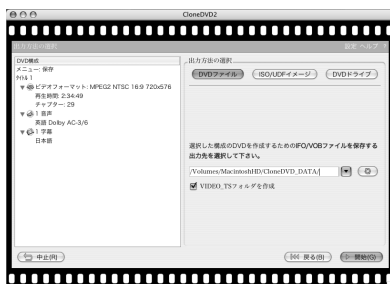 CloneDVD2
出力方法の選択
設定 ヘルプ ?
DVD構成
メニュー: 保存
タイトル 1
ビデオフォーマット: MPEG2 NTSC 16:9 720x576
再生時間: 2:34:49
チャプター: 29
1 音声
英語 Dolby AC-3/6
1 字幕
日本語
出力方法の選択
DVDファイル
ISO/UDFイメージ
DVDドライブ
選択した構成のDVDを作成するためのIFO/VOBファイルを保存する
出力先を選択して下さい。
/Volumes/MacintoshHD/CloneDVD_DATA/
VIDEO_TSフォルダを作成
中止(R)
戻る(B)
開始(G)